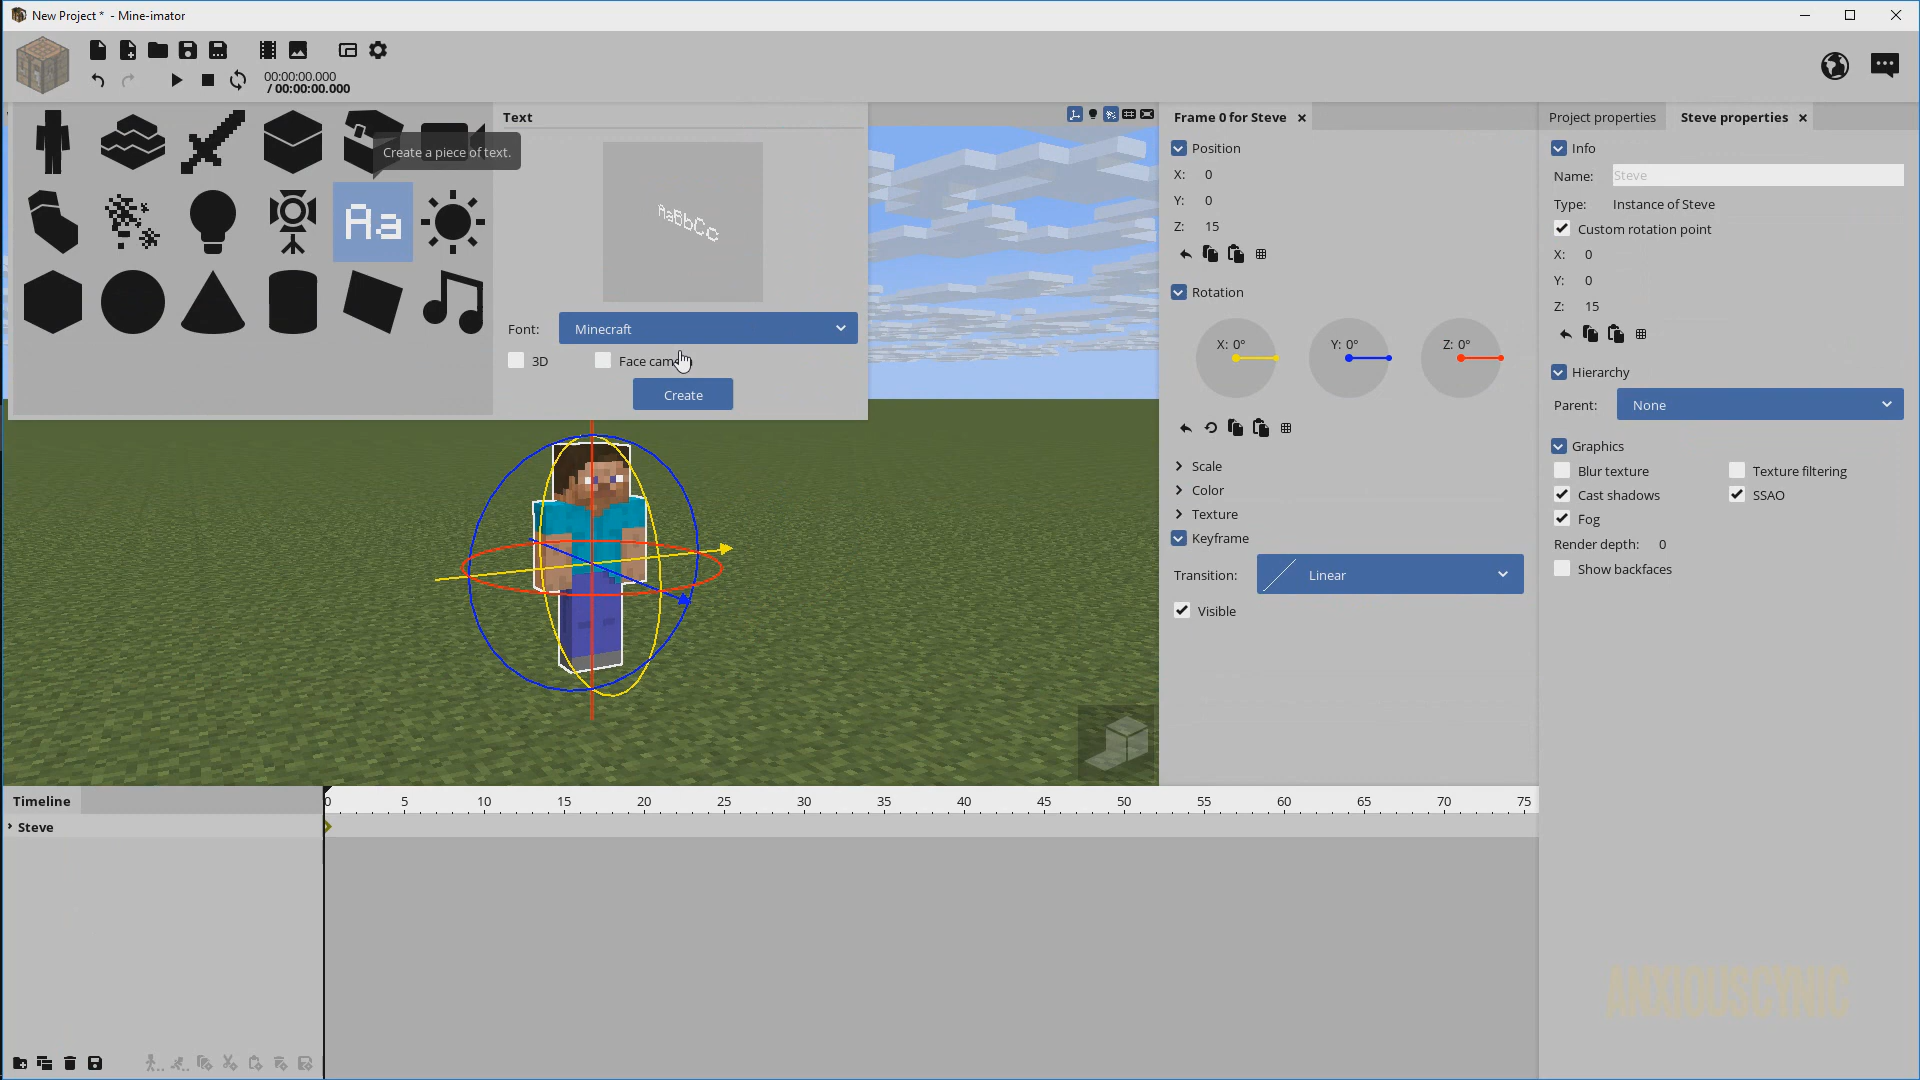 New Project * - Mine-imator
00:00:00.000
/ 00:00:00.000
Text
Create a piece of text.
Aa
AaBbCc
Font: Minecraft
3D
Create
Frame 0 for Steve
Position
X: 0
Y: 0
Z: 15
Rotation
X: 0°
Y: 0°
Z: 0°
Scale
Color
Texture
Keyframe
Transition: Linear
Visible
Project properties
Steve properties
Info
Name: Steve
Type: Instance of Steve
Custom rotation point
X: 0
Y: 0
Z: 15
Hierarchy
Parent: None
Graphics
Blur texture
Texture filtering
Cast shadows
SSAO
Fog
Render depth: 0
Show backfaces
Timeline
0 5 10 15 20 25 30 35 40 45 50 55 60 65 70 75
Steve
ANXIOUSCYNIC